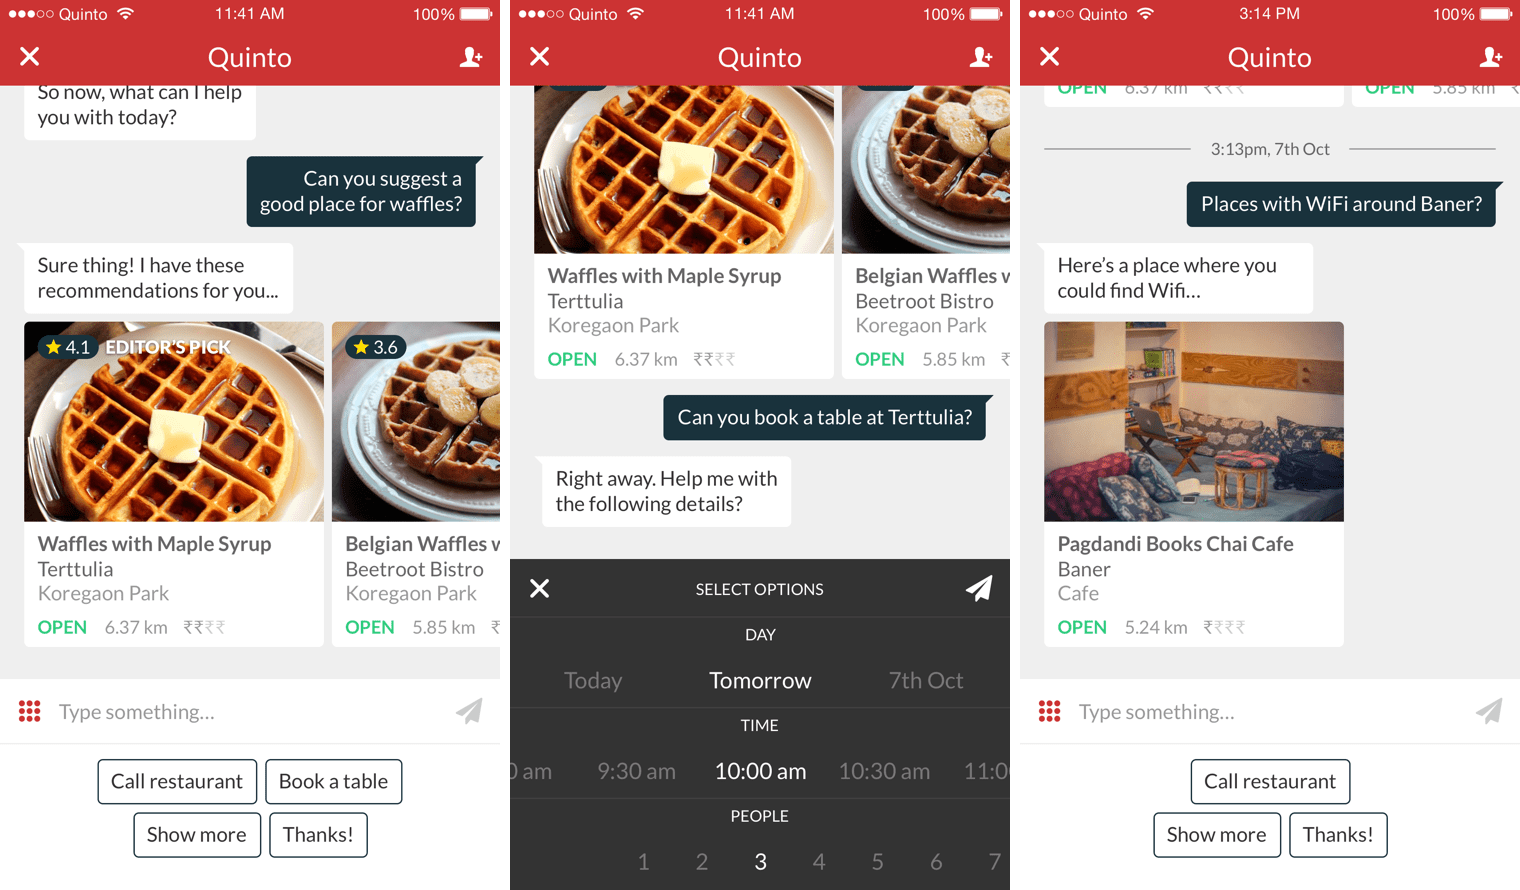 Quinto
11:41 AM
100%
Quinto
So now, what can I help
you with today?
Can you suggest a
good place for waffles?
Sure thing! I have these
recommendations for you...
4.1 EDITOR'S PICK
3.6
Waffles with Maple Syrup
Terttulia
Koregaon Park
OPEN 6.37 km ₹₹₹₹
Belgian Waffles w
Beetroot Bistro
Koregaon Park
OPEN 5.85 km ₹
Type something...
Call restaurant
Book a table
Show more
Thanks!
Quinto
11:41 AM
100%
Quinto
Waffles with Maple Syrup
Terttulia
Koregaon Park
OPEN 6.37 km ₹₹₹₹
Belgian Waffles w
Beetroot Bistro
Koregaon Park
OPEN 5.85 km ₹
Can you book a table at Terttulia?
Right away. Help me with
the following details?
SELECT OPTIONS
DAY
Today Tomorrow 7th Oct
TIME
0 am 9:30 am 10:00 am 10:30 am 11:0
PEOPLE
1 2 3 4 5 6 7
Quinto
3:14 PM
100%
Quinto
OPEN 6.37 km ₹₹₹₹
OPEN 5.85 km ₹
3:13pm, 7th Oct
Places with WiFi around Baner?
Here's a place where you
could find Wifi...
Pagdandi Books Chai Cafe
Baner
Cafe
OPEN 5.24 km ₹₹₹₹
Type something...
Call restaurant
Show more
Thanks!